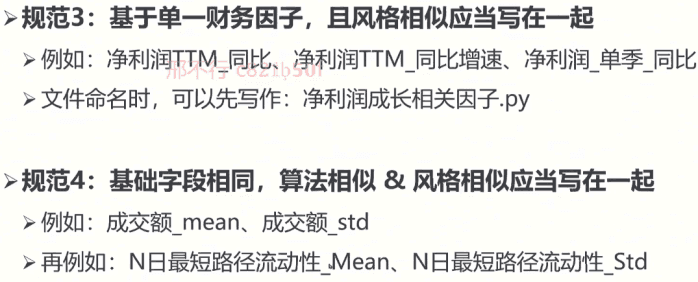 ➢规范3：基于单一财务因子，且风格相似应当写在一起
➢例如：净利润TTM_同比、净利润TTM_同比增速、净利润_单季_同比
➢文件命名时，可以先写作：净利润成长相关因子.py
➢规范4：基础字段相同，算法相似 & 风格相似应当写在一起
➢例如：成交额_mean、成交额_std
➢再例如：N日最短路径流动性_Mean、N日最短路径流动性_Std